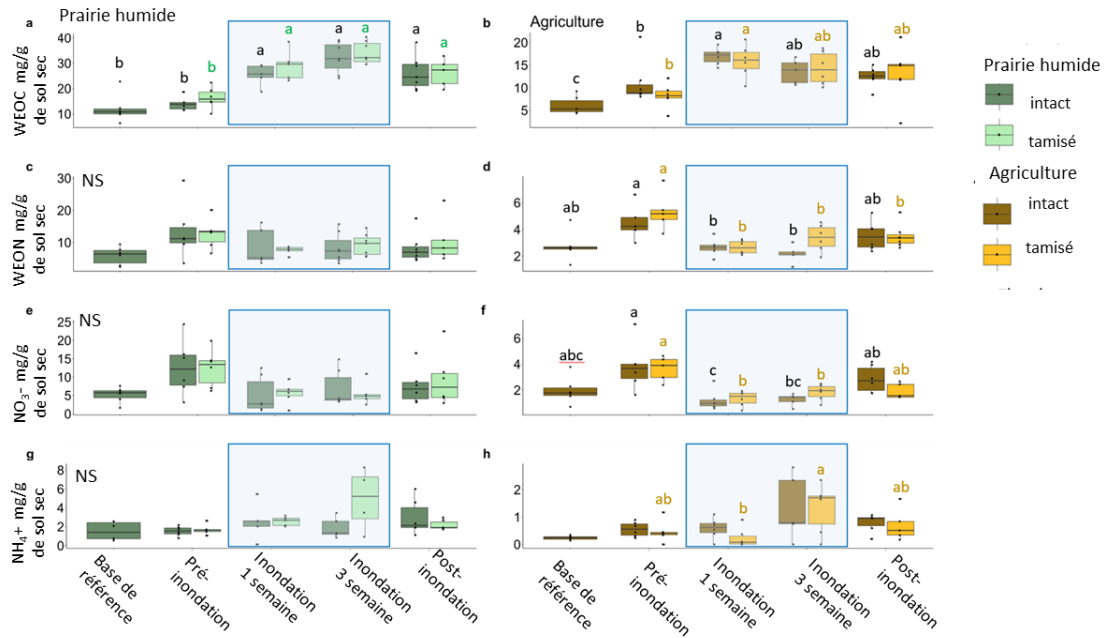 Prairie humide
a
WEOC mg/g
de sol sec
40
30
20
10
b
b
b
a
a
a
a
a
a
b
Agriculture
20
15
10
5
c
b
b
a
a
ab
ab
ab
ab
Prairie humide
intact
tamisé
Agriculture
intact
tamisé
c
NS
WEON mg/g
de sol sec
30
20
10
d
6
4
2
ab
a
a
b
b
b
b
ab
b
e
NS
NO3- mg/g
de sol sec
25
20
15
10
5
0
f
6
4
2
abc
a
a
c
b
bc
b
ab
ab
g
NS
NH4+ mg/g
de sol sec
8
6
4
2
0
h
2
1
0
ab
b
a
ab
Base de
référence
Pré-
inondation
Inondation
1 semaine
Inondation
3 semaine
Post-
inondation
Base de
référence
Pré-
inondation
Inondation
1 semaine
Inondation
3 semaine
Post-
inondation